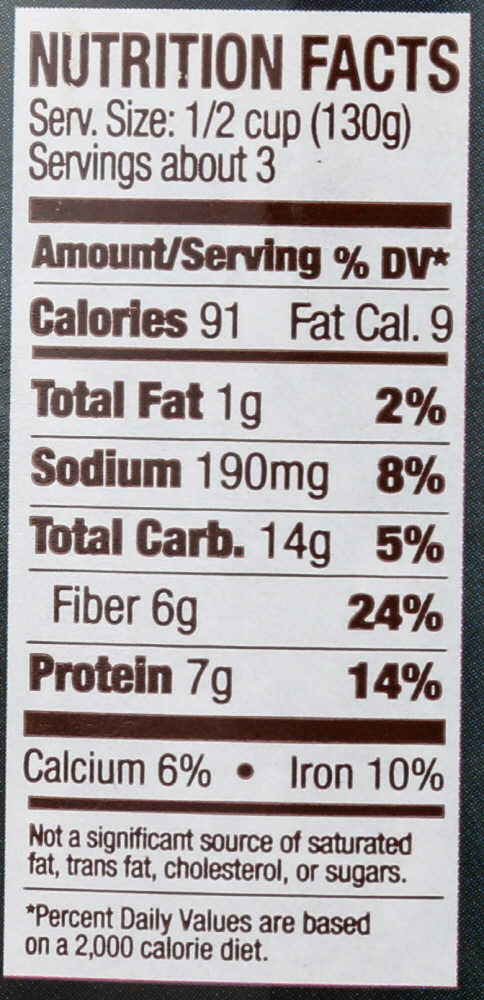 NUTRITION FACTS
Serv. Size: 1/2 cup (130g)
Servings about 3
Amount/Serving % DV*
Calories 91 Fat Cal. 9
Total Fat 1g 2%
Sodium 190mg 8%
Total Carb. 14g 5%
Fiber 6g 24%
Protein 7g 14%
Calcium 6% • Iron 10%
Not a significant source of saturated
fat, trans fat, cholesterol, or sugars.
*Percent Daily Values are based
on a 2,000 calorie diet.